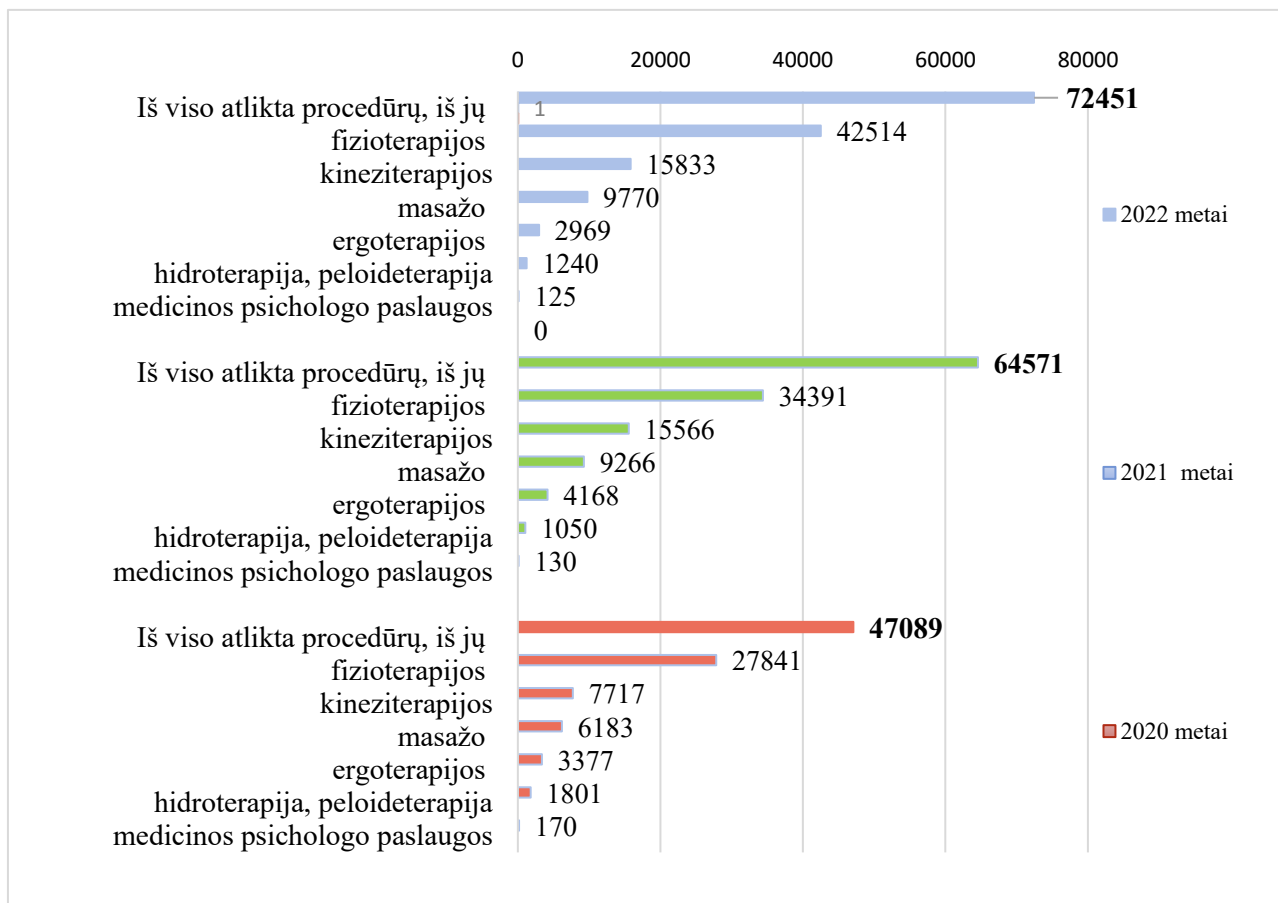 0 20000 40000 60000 80000
Iš viso atlikta procedūrų, iš jų 72451
1
fizioterapijos 42514
kineziterapijos 15833
masažo 9770
2022 metai
ergoterapijos 2969
hidroterapija, peloideterapija 1240
medicinos psichologo paslaugos 125
0
Iš viso atlikta procedūrų, iš jų 64571
fizioterapijos 34391
kineziterapijos 15566
masažo 9266
2021 metai
ergoterapijos 4168
hidroterapija, peloideterapija 1050
medicinos psichologo paslaugos 130
Iš viso atlikta procedūrų, iš jų 47089
fizioterapijos 27841
kineziterapijos 7717
masažo 6183
2020 metai
ergoterapijos 3377
hidroterapija, peloideterapija 1801
medicinos psichologo paslaugos 170